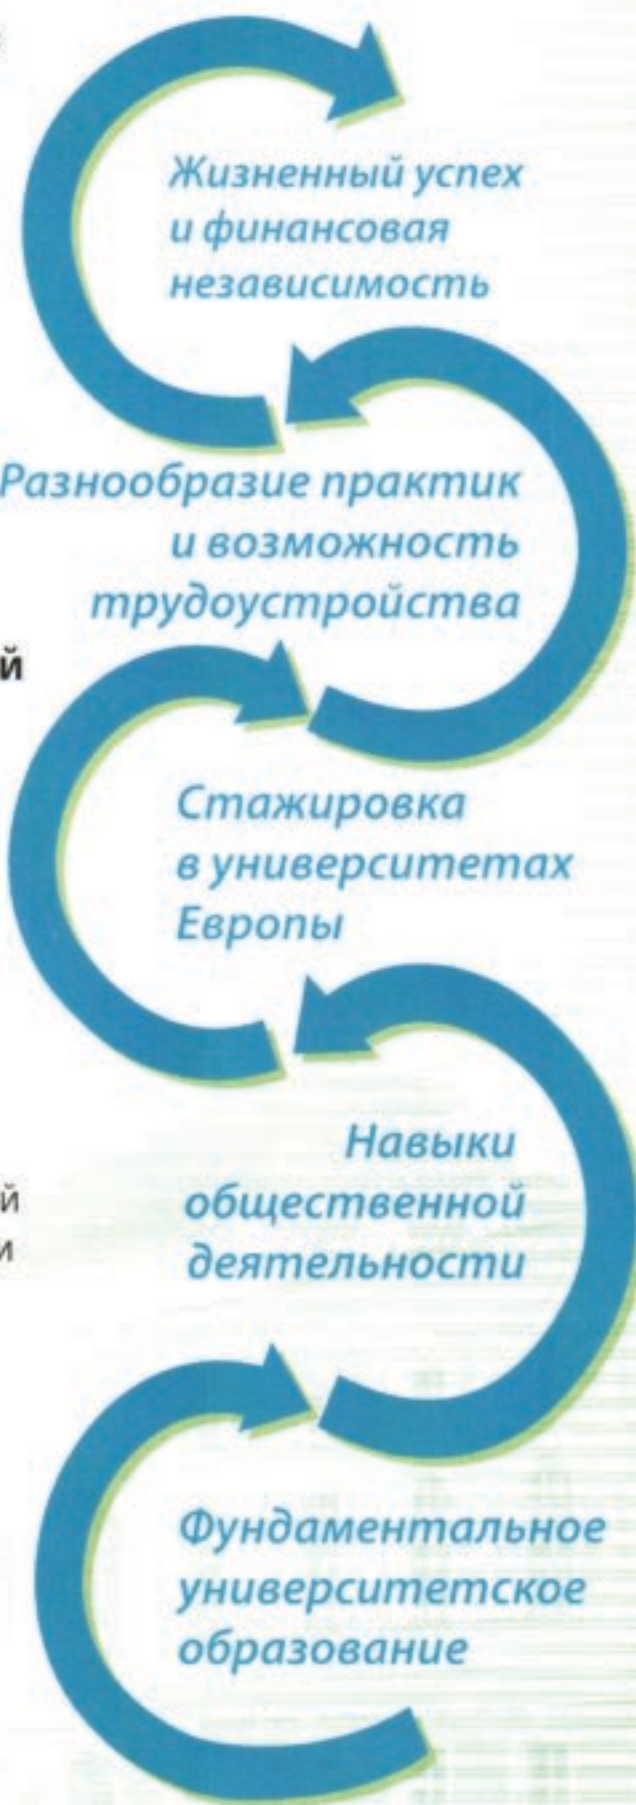 Жизненный успех
и финансовая
независимость
Разнообразие практик
и возможность
трудоустройства
й
Стажировка
в университетах
Европы
Навыки
общественной
деятельности
й
и
Фундаментальное
университетское
образование